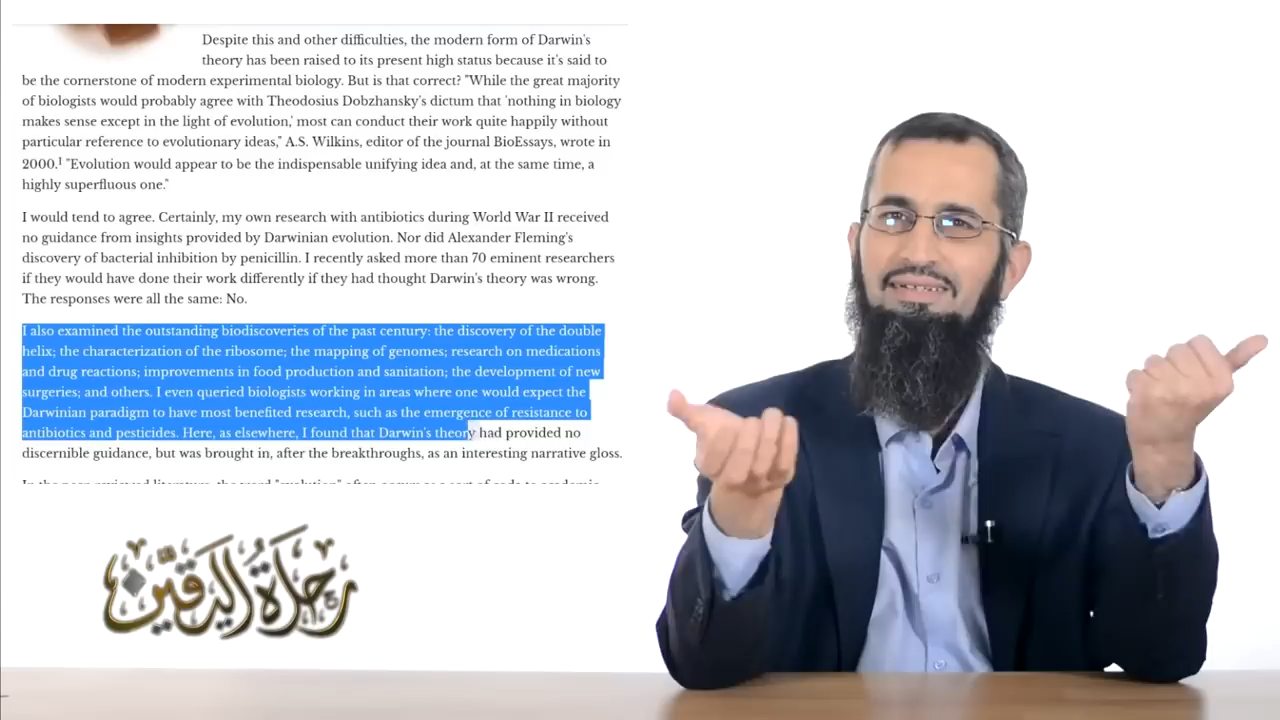 Despite this and other difficulties, the modern form of Darwin's
theory has been raised to its present high status because it's said to
be the cornerstone of modern experimental biology. But is that correct? "While the great majority
of biologists would probably agree with Theodosius Dobzhansky's dictum that 'nothing in biology
makes sense except in the light of evolution,' most can conduct their work quite happily without
particular reference to evolutionary ideas," A.S. Wilkins, editor of the journal BioEssays, wrote in
2000.¹ "Evolution would appear to be the indispensable unifying idea and, at the same time, a
highly superfluous one."
I would tend to agree. Certainly, my own research with antibiotics during World War II received
no guidance from insights provided by Darwinian evolution. Nor did Alexander Fleming's
discovery of bacterial inhibition by penicillin. I recently asked more than 70 eminent researchers
if they would have done their work differently if they had thought Darwin's theory was wrong.
The responses were all the same: No.
I also examined the outstanding biodiscoveries of the past century: the discovery of the double
helix; the characterization of the ribosome; the mapping of genomes; research on medications
and drug reactions; improvements in food production and sanitation; the development of new
surgeries; and others. I even queried biologists working in areas where one would expect the
Darwinian paradigm to have most benefited research, such as the emergence of resistance to
antibiotics and pesticides. Here, as elsewhere, I found that Darwin's theory had provided no
discernible guidance, but was brought in, after the breakthroughs, as an interesting narrative gloss.
رحلة اليقين